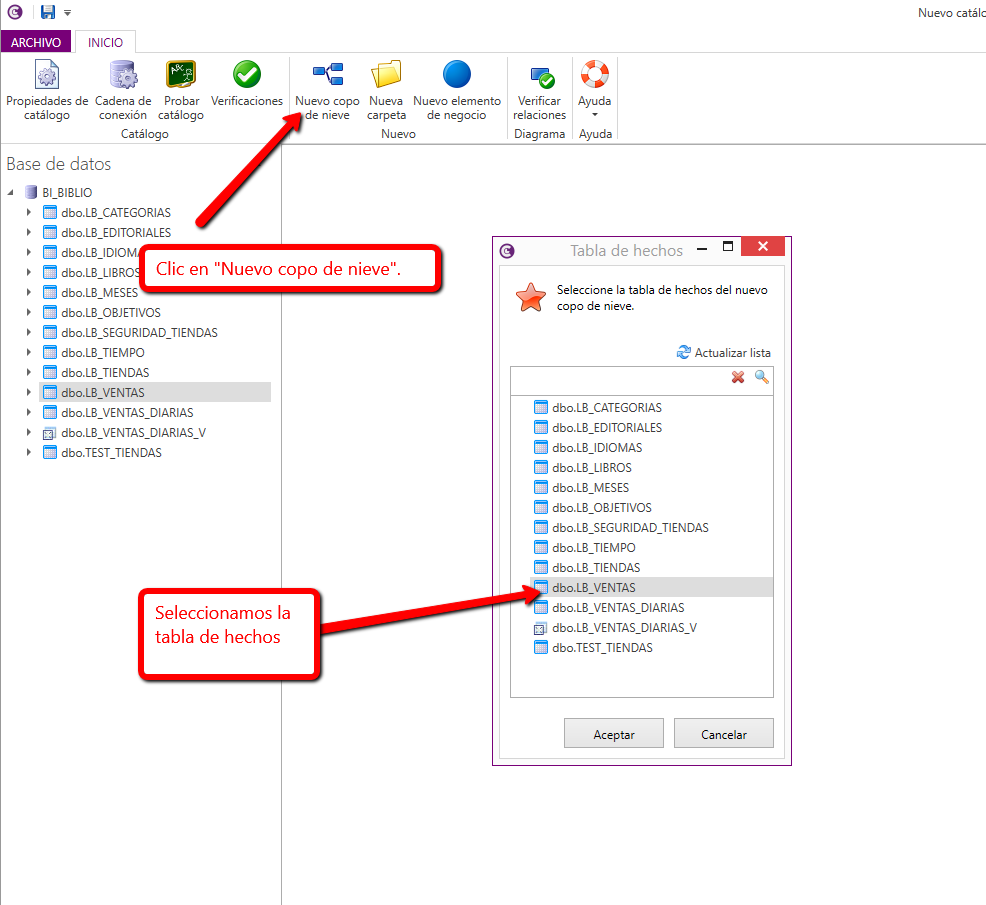 Nuevo catálo
ARCHIVO
INICIO
Propiedades de
catálogo
Cadena de
conexión
Probar
catálogo
Verificaciones
Nuevo copo
de nieve
Nueva
carpeta
Nuevo elemento
de negocio
Verificar
relaciones
Ayuda
Catálogo
Nuevo
Diagrama
Ayuda
Base de datos
BI_BIBLIO
dbo.LB_CATEGORIAS
dbo.LB_EDITORIALES
dbo.LB_IDIOMA
dbo.LB_LIBROS
dbo.LB_MESES
dbo.LB_OBJETIVOS
dbo.LB_SEGURIDAD_TIENDAS
dbo.LB_TIEMPO
dbo.LB_TIENDAS
dbo.LB_VENTAS
dbo.LB_VENTAS_DIARIAS
dbo.LB_VENTAS_DIARIAS_V
dbo.TEST_TIENDAS
Clic en "Nuevo copo de nieve".
Seleccionamos la
tabla de hechos
Tabla de hechos
Seleccione la tabla de hechos del nuevo
copo de nieve.
Actualizar lista
dbo.LB_CATEGORIAS
dbo.LB_EDITORIALES
dbo.LB_IDIOMAS
dbo.LB_LIBROS
dbo.LB_MESES
dbo.LB_OBJETIVOS
dbo.LB_SEGURIDAD_TIENDAS
dbo.LB_TIEMPO
dbo.LB_TIENDAS
dbo.LB_VENTAS
dbo.LB_VENTAS_DIARIAS
dbo.LB_VENTAS_DIARIAS_V
dbo.TEST_TIENDAS
Aceptar
Cancelar